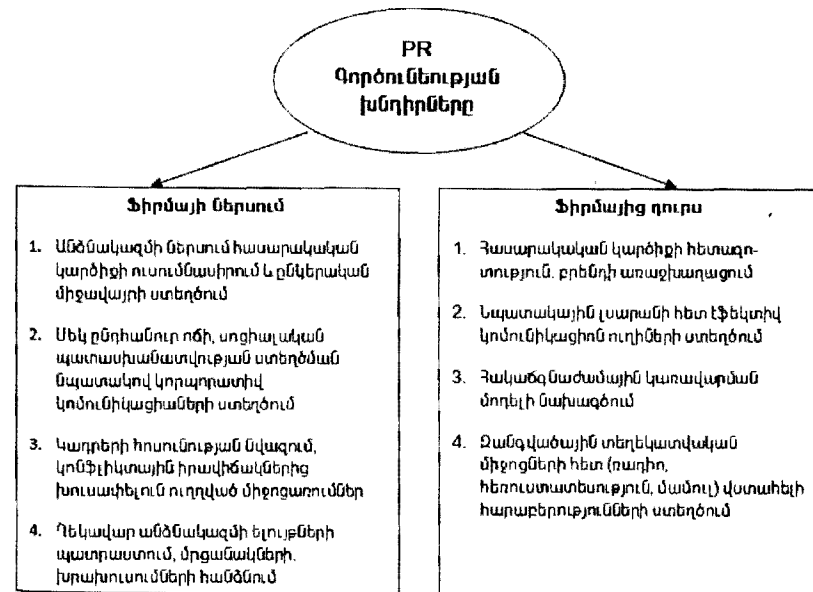 PR
Գործունեության
խնդիրները
Ֆիրմայի ներսում
1. Անձնակազմի ներսում հասարակական
կարծիքի ուսումնասիրում և ընկերական
միջավայրի ստեղծում
2. Մեկ ընդհանուր ոճի, սոցիալական
պատասխանատվության ստեղծման
նպատակով կորպորատիվ
կոմունիկացիաների ստեղծում
3. Կադրերի հոսունության նվազում,
կոնֆլիկտային իրավիճակներից
խուսափելուն ուղղված միջոցառումներ
4. Ղեկավար անձնակազմի ելույթների
պատրաստում, մրցանակների.
խրախուսումների հանձնում
Ֆիրմայից դուրս
1. Հասարակական կարծիքի հետազո-
տություն. բրենդի առաջխաղացում
2. Նպատակային լսարանի հետ էֆեկտիվ
կոմունիկացիոն ուղիների ստեղծում
3. Հակաճգնաժամային կառավարման
մոդելի նախագծում
4. Զանգվածային տեղեկատվական
միջոցների հետ (ռադիո,
հեռուստատեսություն, մամուլ) վստահելի
հարաբերությունների ստեղծում